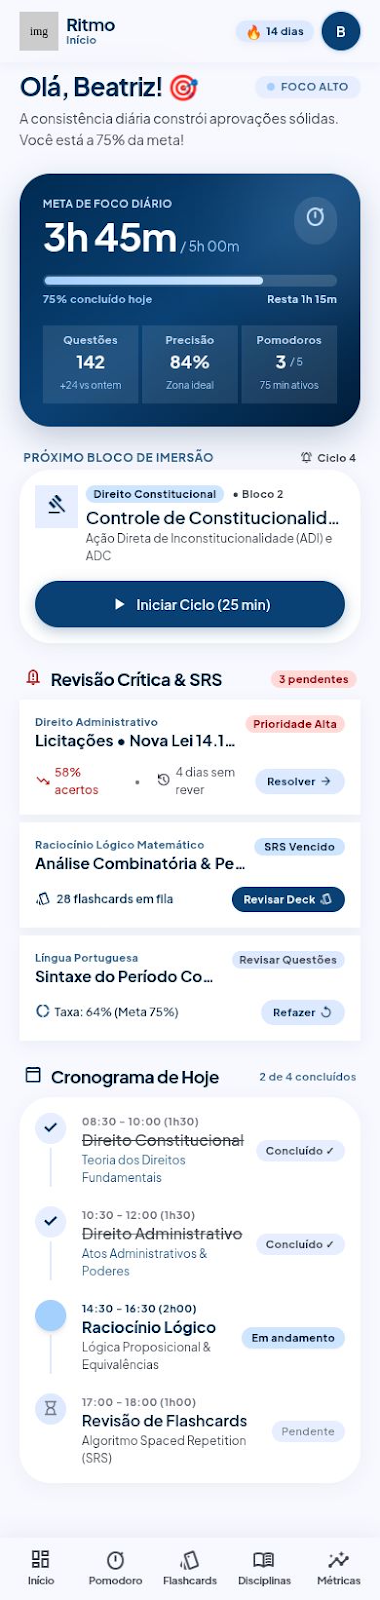 img
Ritmo
Início
🔥 14 dias
B
Olá, Beatriz! 🎯
FOCO ALTO
A consistência diária constrói aprovações sólidas.
Você está a 75% da meta!
META DE FOCO DIÁRIO
3h 45m / 5h 00m
75% concluído hoje
Resta 1h 15m
Questões
142
+24 vs ontem
Precisão
84%
Zona ideal
Pomodoros
3 / 5
75 min ativos
PRÓXIMO BLOCO DE IMERSÃO
Ciclo 4
Direito Constitucional
• Bloco 2
Controle de Constitucionalid...
Ação Direta de Inconstitucionalidade (ADI) e
ADC
Iniciar Ciclo (25 min)
Revisão Crítica & SRS
3 pendentes
Direito Administrativo
Prioridade Alta
Licitações • Nova Lei 14.1...
58%
acertos
•
4 dias sem
rever
Resolver →
Raciocínio Lógico Matemático
SRS Vencido
Análise Combinatória & Pe...
28 flashcards em fila
Revisar Deck
Língua Portuguesa
Revisar Questões
Sintaxe do Período Co...
Taxa: 64% (Meta 75%)
Refazer
Cronograma de Hoje
2 de 4 concluídos
08:30 – 10:00 (1h30)
Direito Constitucional
Teoria dos Direitos
Fundamentais
Concluído ✓
10:30 – 12:00 (1h30)
Direito Administrativo
Atos Administrativos &
Poderes
Concluído ✓
14:30 – 16:30 (2h00)
Raciocínio Lógico
Lógica Proposicional &
Equivalências
Em andamento
17:00 – 18:00 (1h00)
Revisão de Flashcards
Algoritmo Spaced Repetition
(SRS)
Pendente
Início
Pomodoro
Flashcards
Disciplinas
Métricas